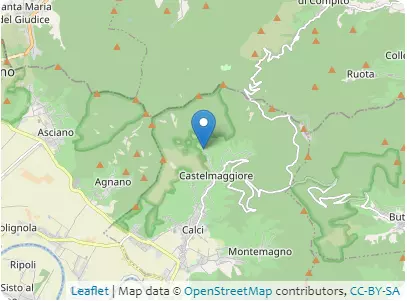 anta Maria
del Giudice
di Compito
Colle
Ruota
no
Asciano
Agnano
Castelmaggiore
olignola
Calci
But
Ripoli
Montemagno
Sisto al
Leaflet | Map data © OpenStreetMap contributors, CC-BY-SA